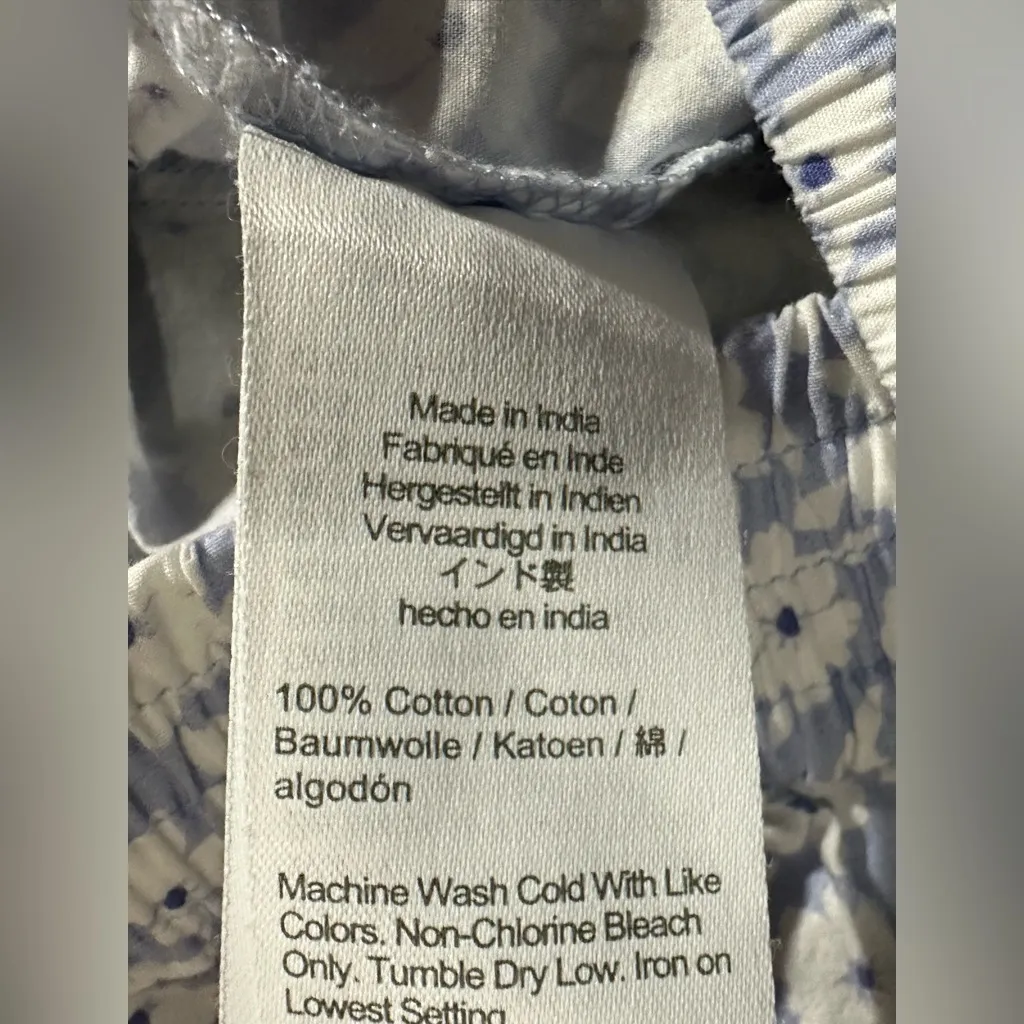 Made in India
Fabriqué en Inde
Hergestellt in Indien
Vervaardigd in India
インド製
hecho en india
100% Cotton / Coton /
Baumwolle / Katoen / 綿 /
algodón
Machine Wash Cold With Like
Colors. Non-Chlorine Bleach
Only. Tumble Dry Low. Iron on
Lowest Setting